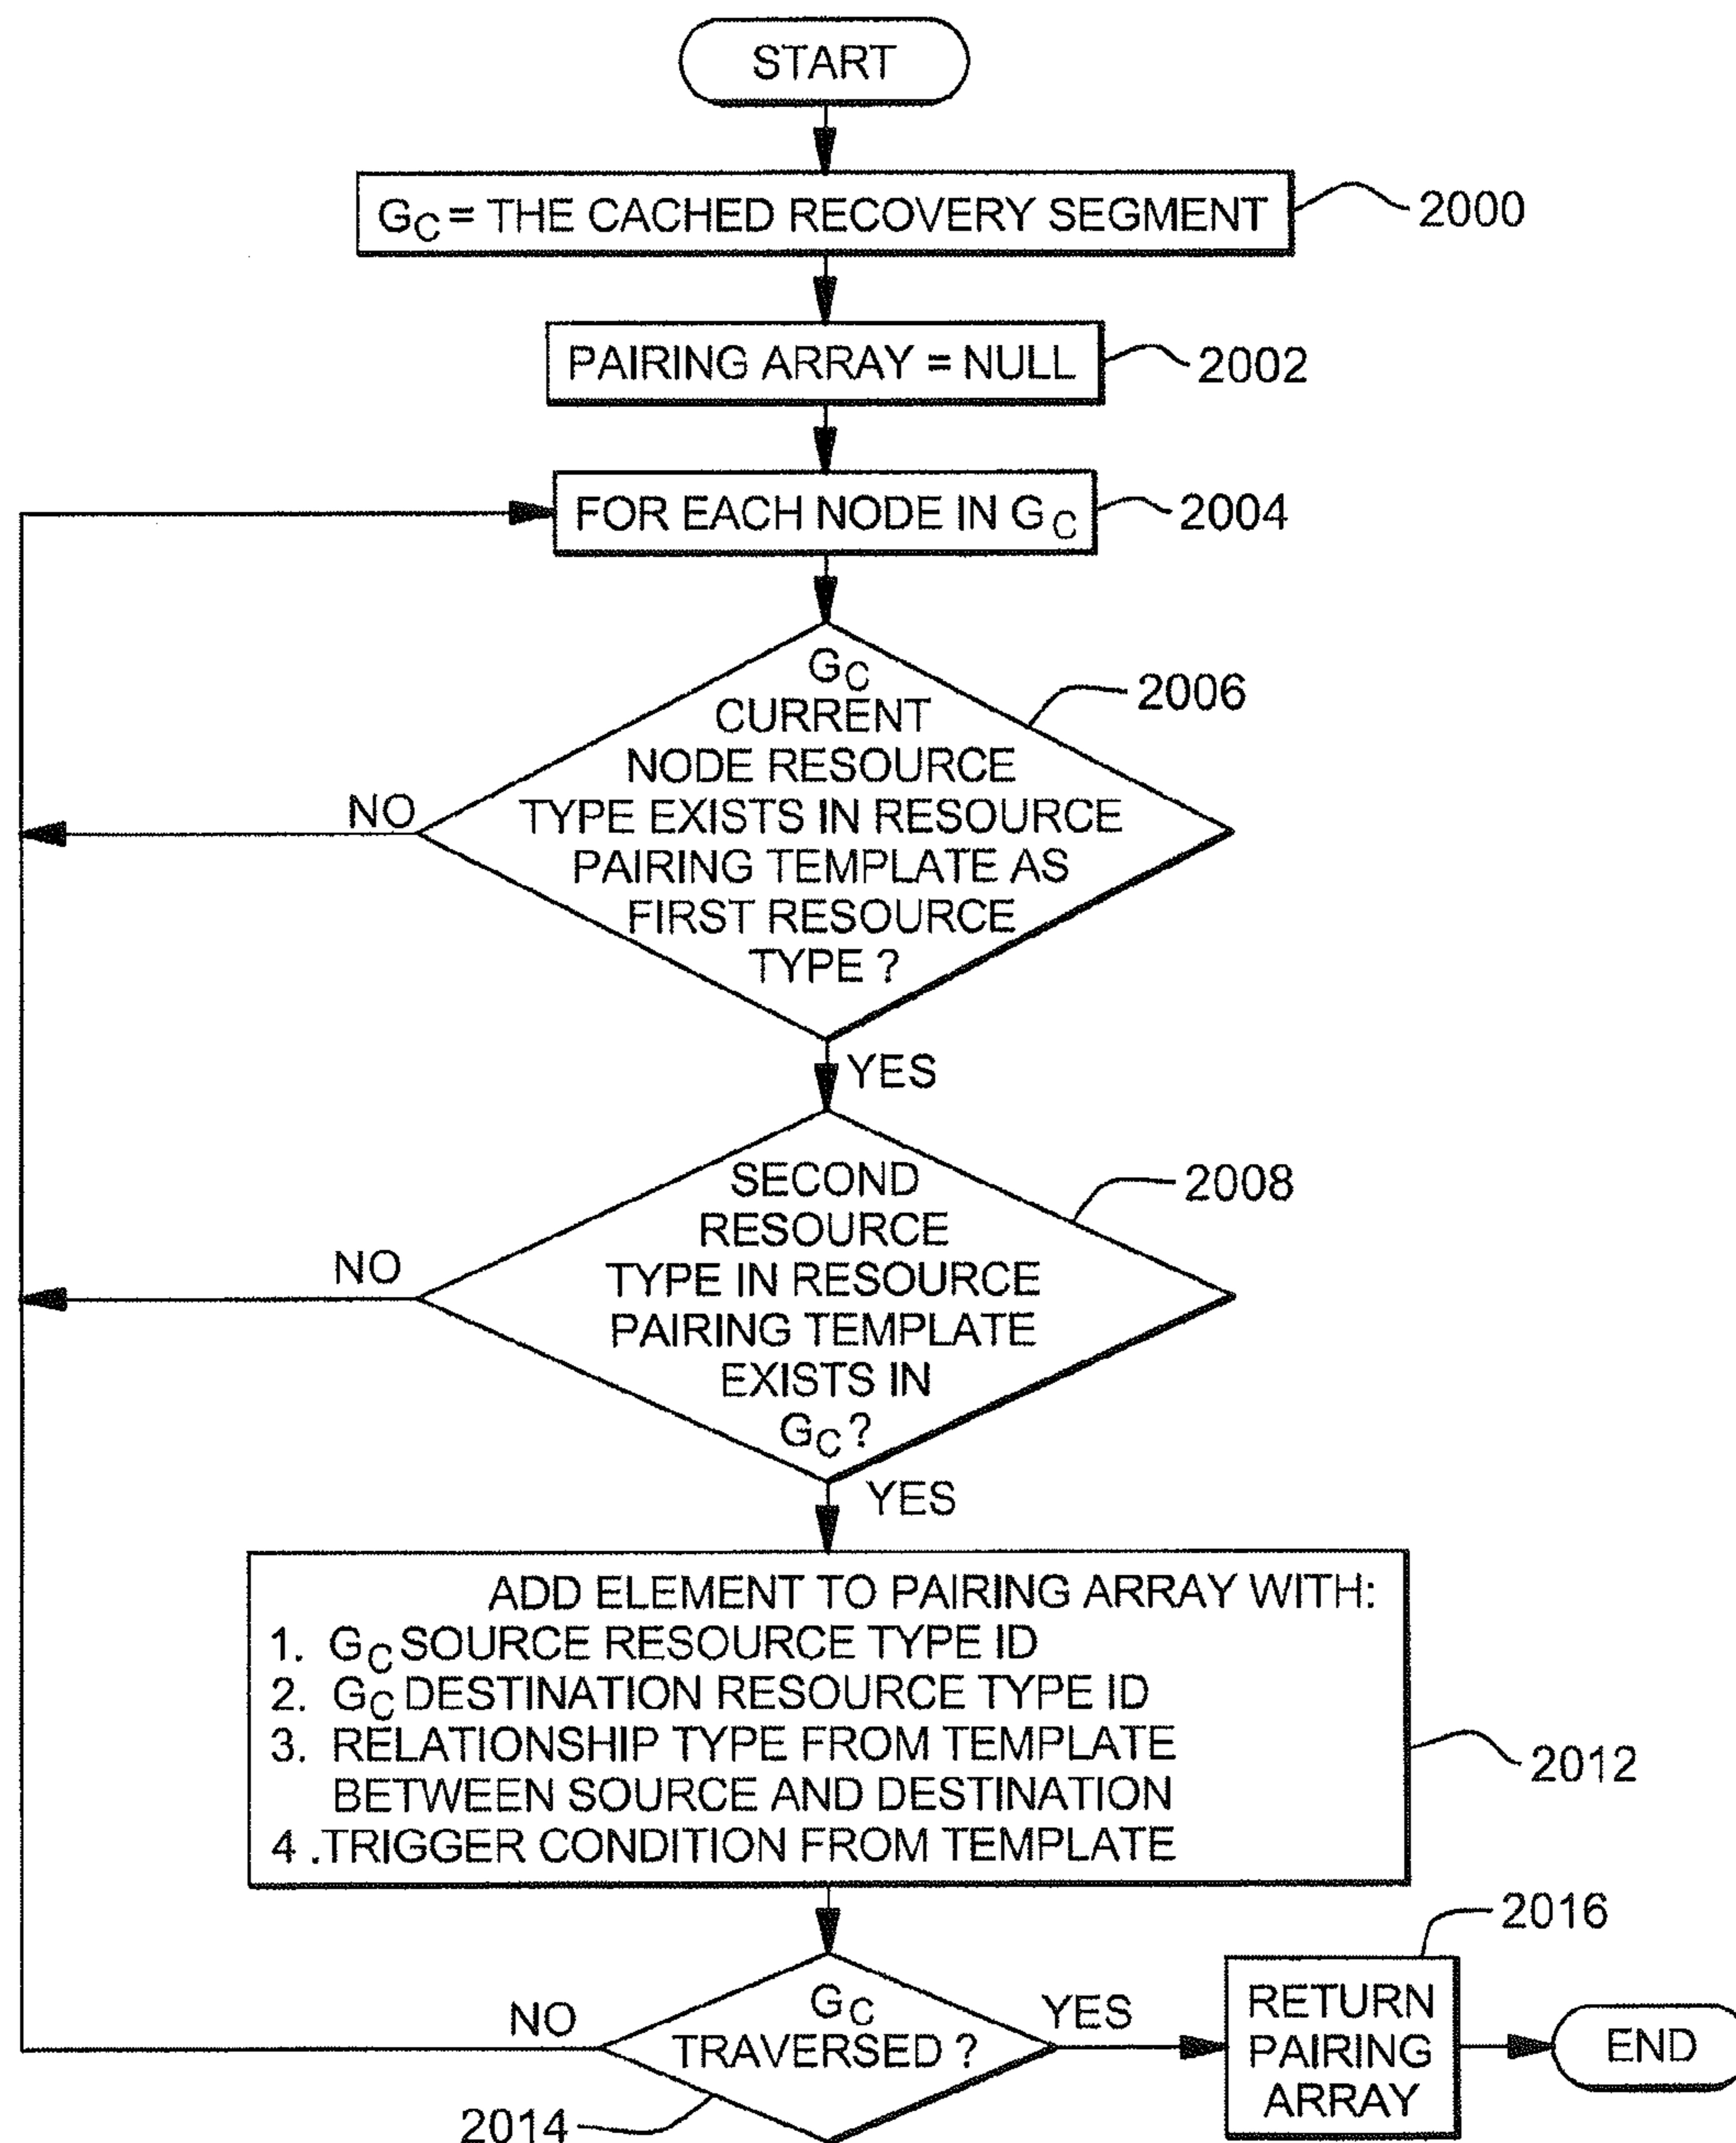 START
GC = THE CACHED RECOVERY SEGMENT
2000
PAIRING ARRAY = NULL
2002
FOR EACH NODE IN GC
2004
GC
CURRENT
NODE RESOURCE
TYPE EXISTS IN RESOURCE
PAIRING TEMPLATE AS
FIRST RESOURCE
TYPE ?
2006
NO
YES
SECOND
RESOURCE
TYPE IN RESOURCE
PAIRING TEMPLATE
EXISTS IN
GC ?
2008
NO
YES
ADD ELEMENT TO PAIRING ARRAY WITH:
1. GC SOURCE RESOURCE TYPE ID
2. GC DESTINATION RESOURCE TYPE ID
3. RELATIONSHIP TYPE FROM TEMPLATE
BETWEEN SOURCE AND DESTINATION
4 .TRIGGER CONDITION FROM TEMPLATE
2012
GC
TRAVERSED ?
2014
NO
YES
RETURN
PAIRING
ARRAY
2016
END